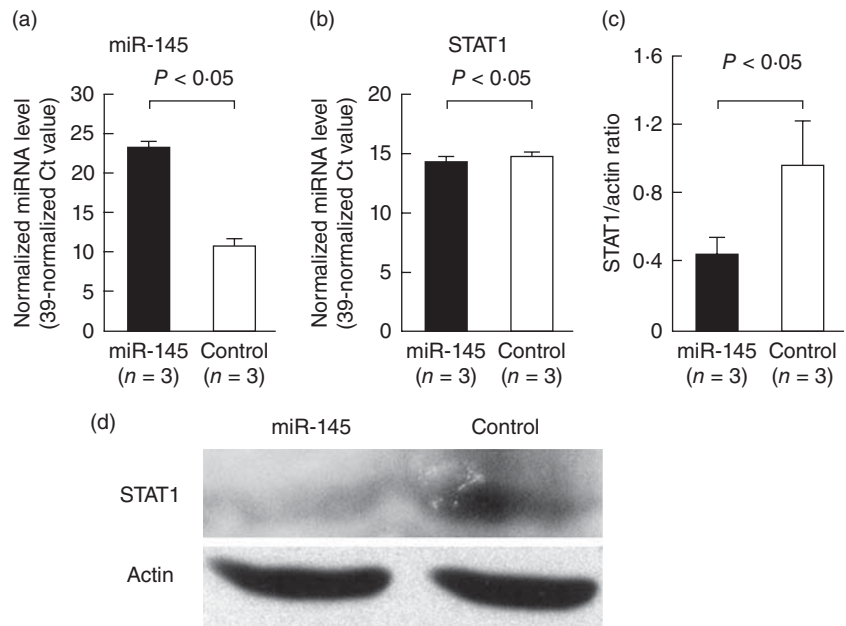 (a)
miR-145
P < 0·05
Normalized miRNA level
(39-normalized Ct value)
30
25
20
15
10
5
0
miR-145 Control
(n = 3) (n = 3)
(b)
STAT1
P < 0·05
Normalized miRNA level
(39-normalized Ct value)
20
15
10
5
0
miR-145 Control
(n = 3) (n = 3)
(c)
P < 0·05
STAT1/actin ratio
1·6
1·2
0·8
0·4
0
miR-145 Control
(n = 3) (n = 3)
(d)
miR-145 Control
STAT1
Actin